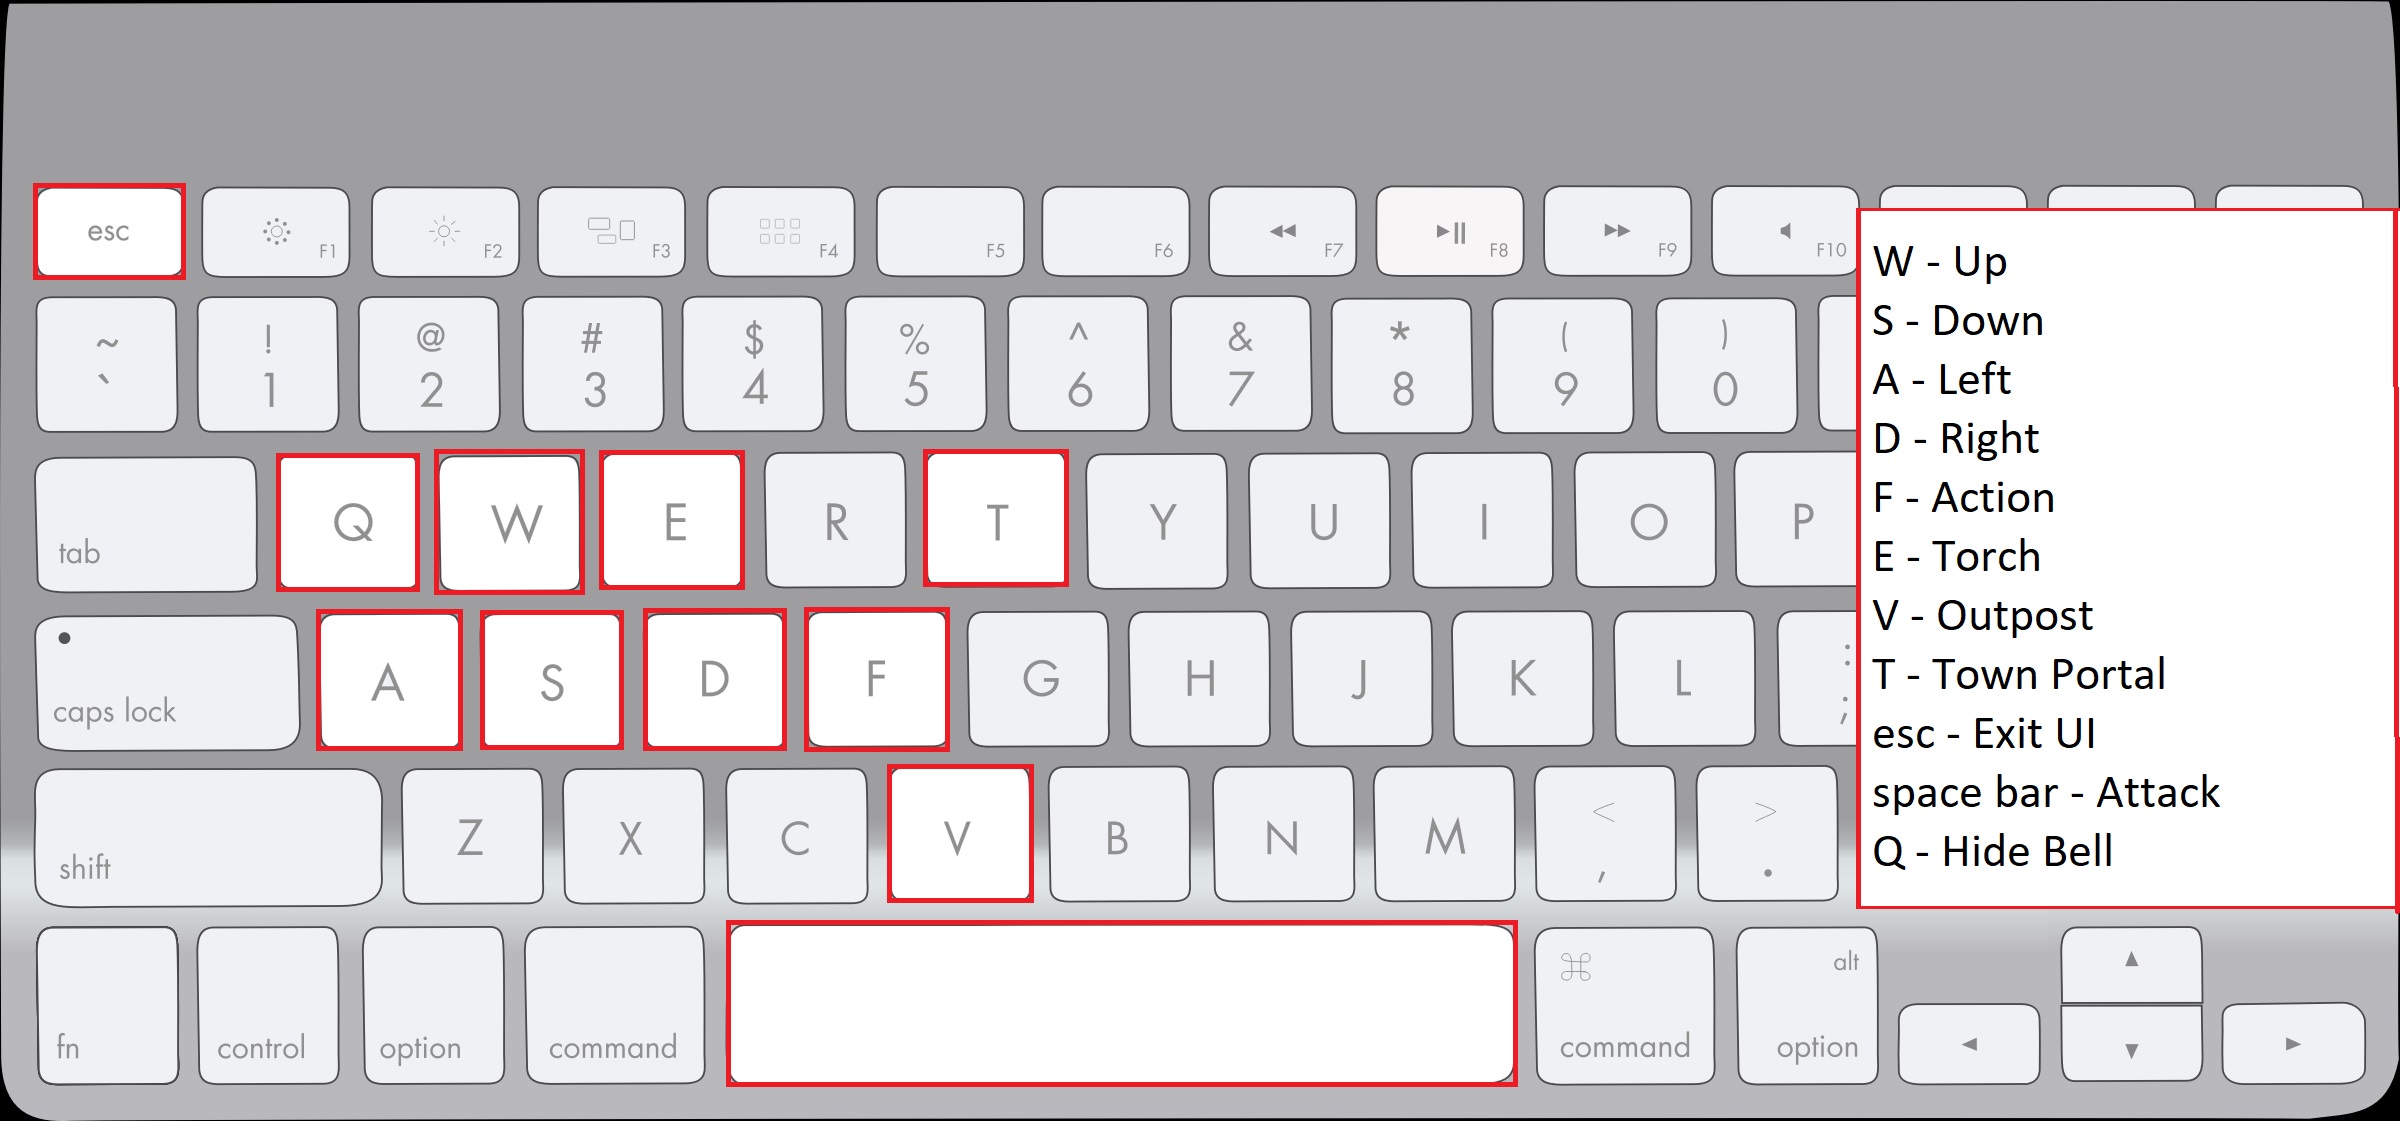 esc F1 F2 F3 F4 F5 F6 F7 F8 F9 F10
~ ! @ # $ % ^ & * ( )
` 1 2 3 4 5 6 7 8 9 0
tab Q W E R T Y U I O P
caps lock A S D F G H J K L : ;
shift Z X C V B N M < , > .
fn control option command ⌘ command alt option
W - Up
S - Down
A - Left
D - Right
F - Action
E - Torch
V - Outpost
T - Town Portal
esc - Exit UI
space bar - Attack
Q - Hide Bell